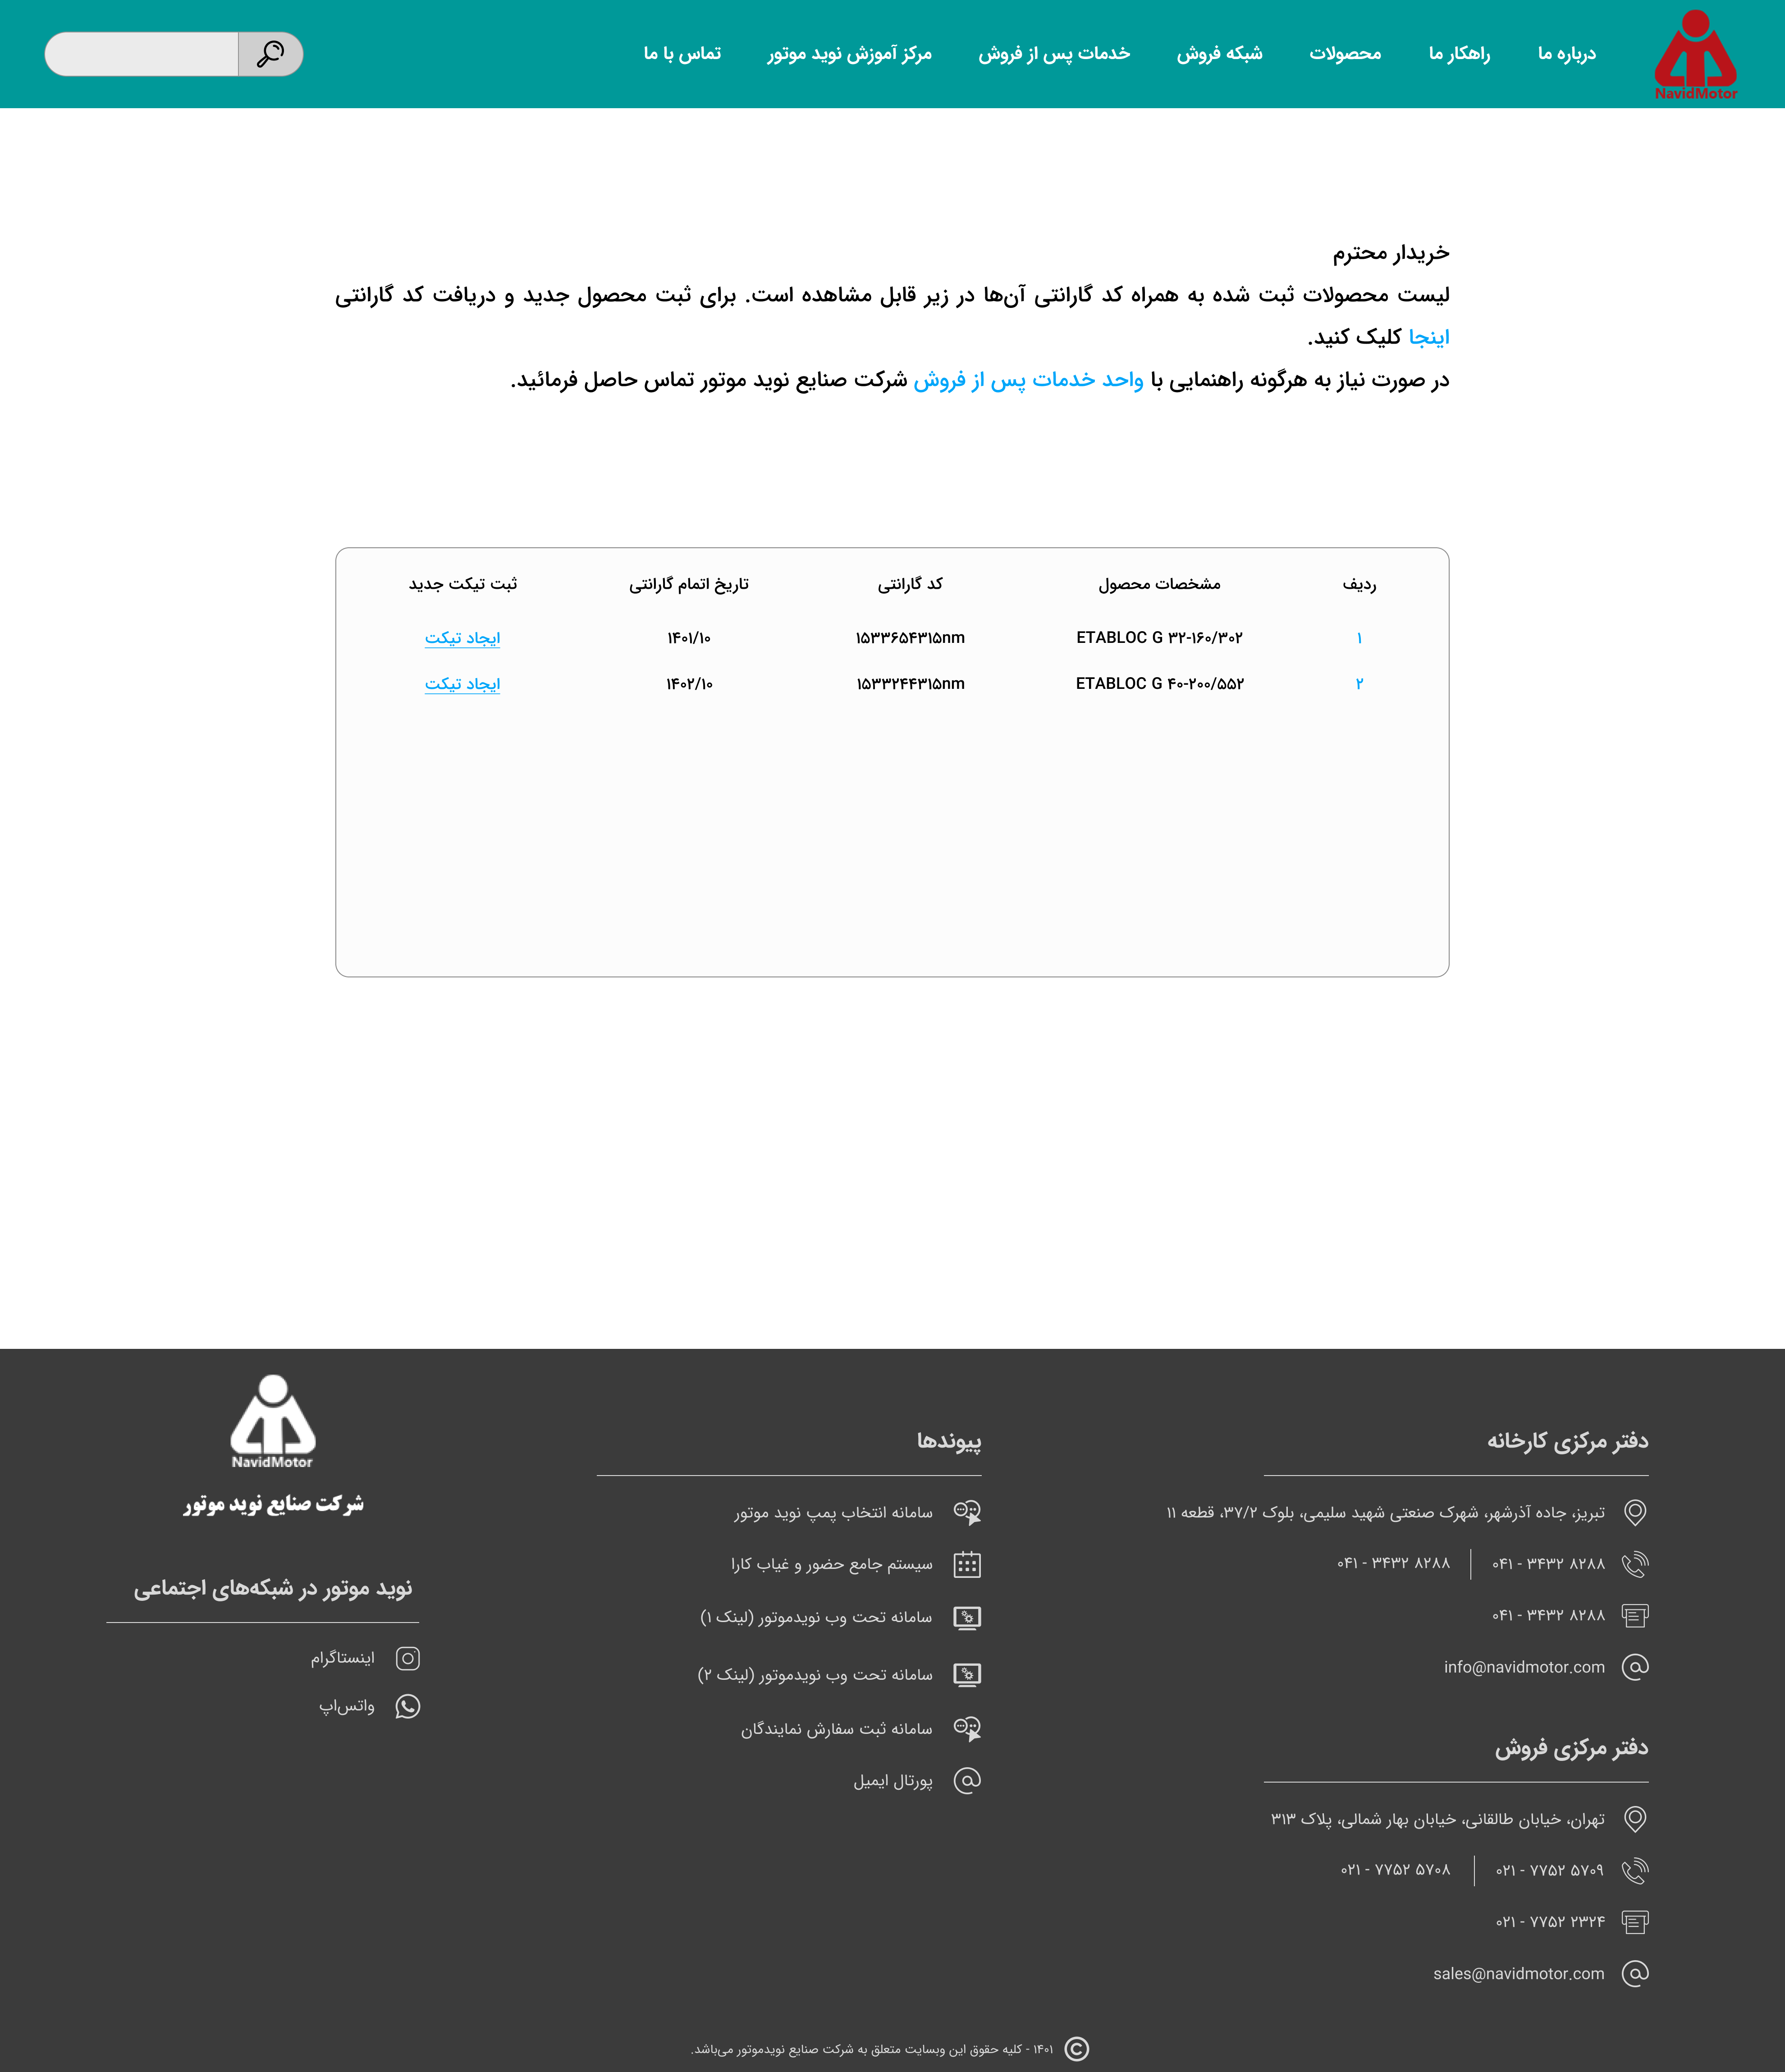 NavidMotor
درباره ما
راهکار ما
محصولات
شبکه فروش
خدمات پس از فروش
مرکز آموزش نوید موتور
تماس با ما
خریدار محترم
لیست محصولات ثبت شده به همراه کد گارانتی آن‌ها در زیر قابل مشاهده است. برای ثبت محصول جدید و دریافت کد گارانتی
اینجا کلیک کنید.
در صورت نیاز به هرگونه راهنمایی با واحد خدمات پس از فروش شرکت صنایع نوید موتور تماس حاصل فرمائید.
ردیف مشخصات محصول کد گارانتی تاریخ اتمام گارانتی ثبت تیکت جدید
۱ ETABLOC G ۳۲-۱۶۰/۳۰۲ ۱۵۳۳۶۵۴۳۱۵nm ۱۴۰۱/۱۰ ایجاد تیکت
۲ ETABLOC G ۴۰-۲۰۰/۵۵۲ ۱۵۳۳۲۴۴۳۱۵nm ۱۴۰۲/۱۰ ایجاد تیکت
دفتر مرکزی کارخانه
تبریز، جاده آذرشهر، شهرک صنعتی شهید سلیمی، بلوک ۳۷/۲، قطعه ۱۱
۰۴۱ - ۳۴۳۲ ۸۲۸۸ ۰۴۱ - ۳۴۳۲ ۸۲۸۸
۰۴۱ - ۳۴۳۲ ۸۲۸۸
info@navidmotor.com
دفتر مرکزی فروش
تهران، خیابان طالقانی، خیابان بهار شمالی، پلاک ۳۱۳
۰۲۱ - ۷۷۵۲ ۵۷۰۹ ۰۲۱ - ۷۷۵۲ ۵۷۰۸
۰۲۱ - ۷۷۵۲ ۲۳۲۴
sales@navidmotor.com
پیوندها
سامانه انتخاب پمپ نوید موتور
سیستم جامع حضور و غیاب کارا
سامانه تحت وب نویدموتور (لینک ۱)
سامانه تحت وب نویدموتور (لینک ۲)
سامانه ثبت سفارش نمایندگان
پورتال ایمیل
NavidMotor
شرکت صنایع نوید موتور
نوید موتور در شبکه‌های اجتماعی
اینستاگرام
واتس‌اپ
© ۱۴۰۱ - کلیه حقوق این وبسایت متعلق به شرکت صنایع نویدموتور می‌باشد.